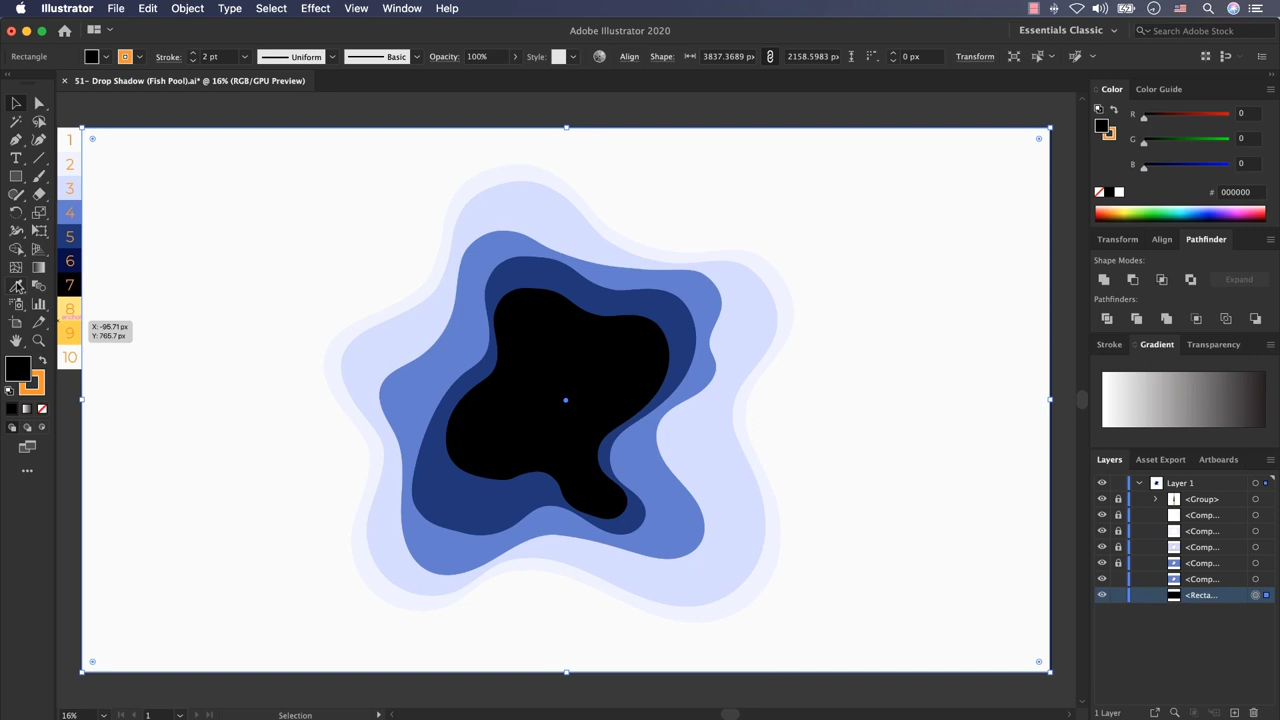 Illustrator File Edit Object Type Select Effect View Window Help
Adobe Illustrator 2020
Essentials Classic
Search Adobe Stock
Rectangle
Stroke: 2 pt Uniform Basic Opacity: 100% Style: Align Shape: 3837.3689 px 2158.5983 px 0 px Transform
51- Drop Shadow (Fish Pool).ai* @ 16% (RGB/GPU Preview)
Color Color Guide
R 0
G 0
B 0
# 000000
Transform Align Pathfinder
Shape Modes:
Expand
Pathfinders:
Stroke Gradient Transparency
Layers Asset Export Artboards
Layer 1
<Group>
<Comp...
<Comp...
<Comp...
<Comp...
<Comp...
<Recta...
1 Layer
1
2
3
4
5
6
7
8
anchor
9
10
X: -95.71 px
Y: 765.7 px
16% 1 Selection